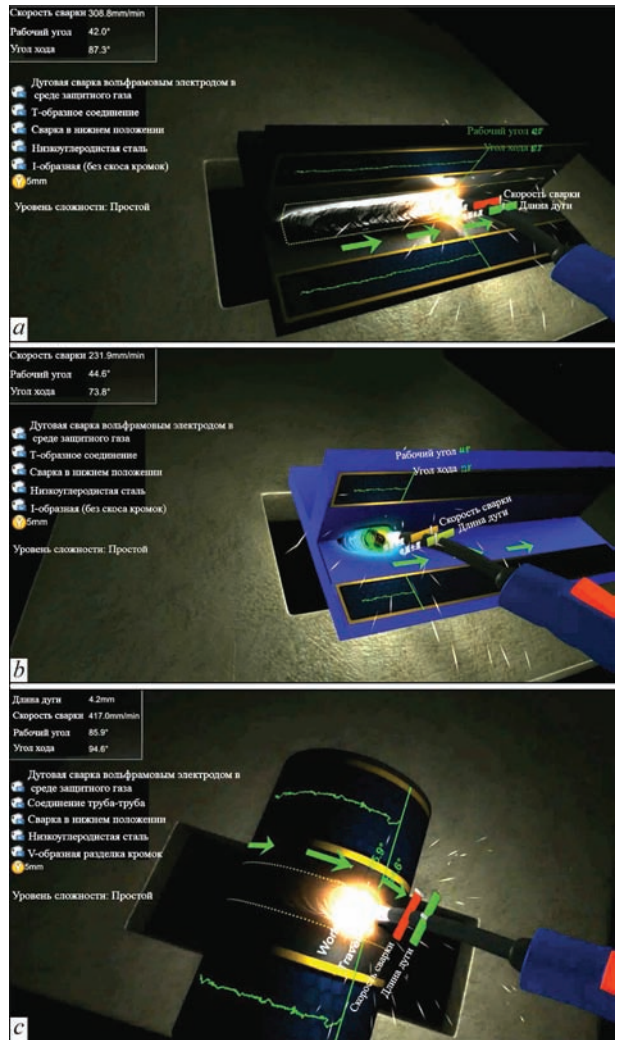 Скорость сварки 308.8mm/min
Рабочий угол 42.0°
Угол хода 87.3°
Дуговая сварка вольфрамовым электродом в
среде защитного газа
Т-образное соединение
Сварка в нижнем положении
Низкоуглеродистая сталь
I-образная (без скоса кромок)
5mm
Уровень сложности: Простой
Рабочий угол
Угол хода
Скорость сварки
Длина дуги
a
Скорость сварки 231.9mm/min
Рабочий угол 44.6°
Угол хода 73.8°
Дуговая сварка вольфрамовым электродом в
среде защитного газа
Т-образное соединение
Сварка в нижнем положении
Низкоуглеродистая сталь
I-образная (без скоса кромок)
5mm
Уровень сложности: Простой
Рабочий угол
Угол хода
Скорость сварки
Длина дуги
b
Длина дуги 4.2mm
Скорость сварки 417.0mm/min
Рабочий угол 85.9°
Угол хода 94.6°
Дуговая сварка вольфрамовым электродом в
среде защитного газа
Соединение труба-труба
Сварка в нижнем положении
Низкоуглеродистая сталь
V-образная разделка кромок
5mm
Уровень сложности: Простой
Скорость сварки
Длина дуги
c